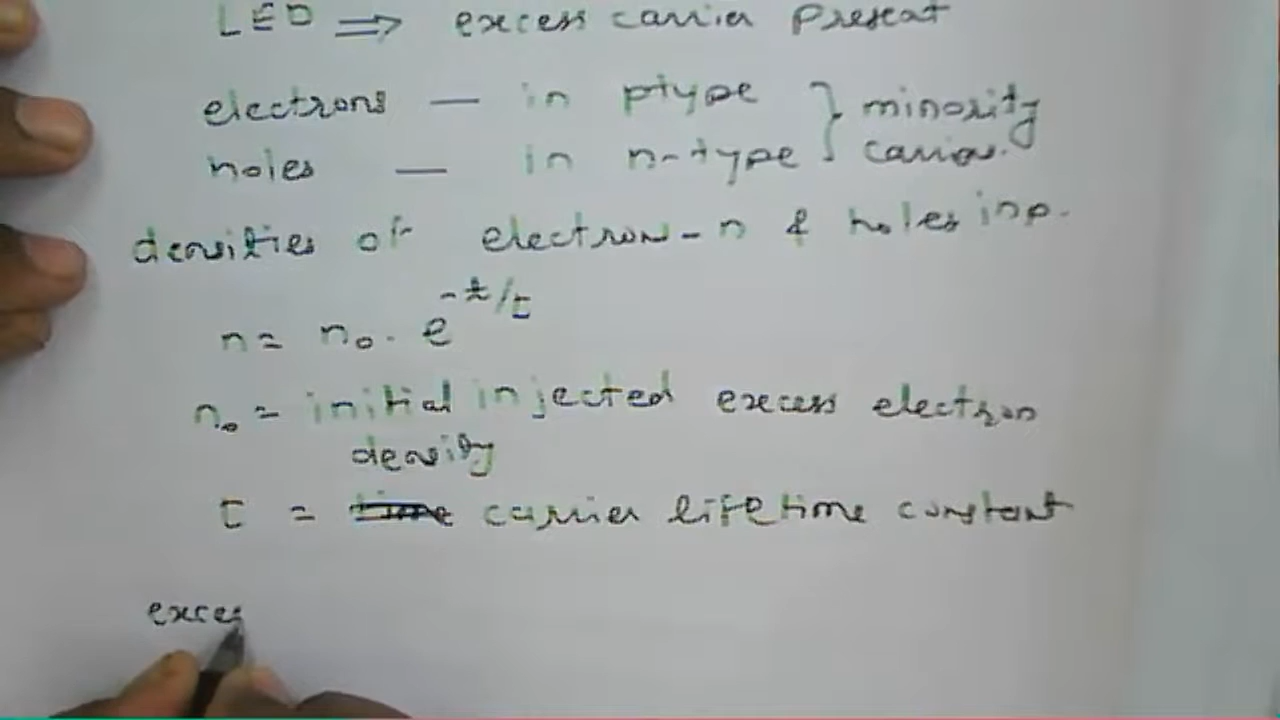 LED ⇒ excess carrier present
electrons — in ptype } minority
holes — in n-type } carrier.
densities of electron - n & holes in p.
n = n₀. e^-t/τ
n₀ = initial injected excess electron
density
τ = time carrier lifetime constant
exces